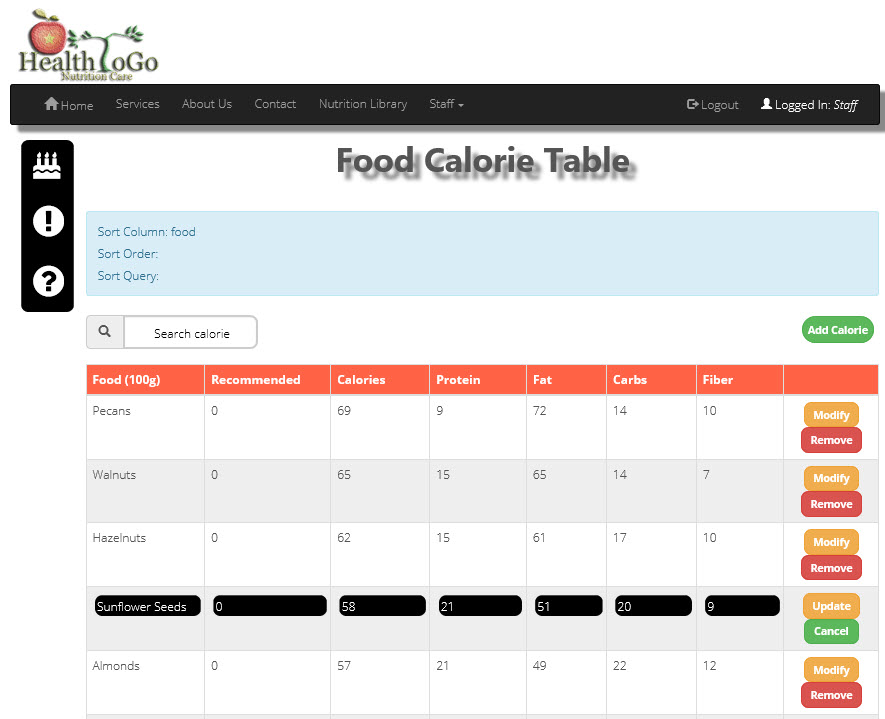 HealthToGo
Nutrition Care
Home Services About Us Contact Nutrition Library Staff Logout Logged In: Staff
Food Calorie Table
Sort Column: food
Sort Order:
Sort Query:
Search calorie Add Calorie
Food (100g) Recommended Calories Protein Fat Carbs Fiber
Pecans 0 69 9 72 14 10 Modify
Remove
Walnuts 0 65 15 65 14 7 Modify
Remove
Hazelnuts 0 62 15 61 17 10 Modify
Remove
Sunflower Seeds 0 58 21 51 20 9 Update
Cancel
Almonds 0 57 21 49 22 12 Modify
Remove